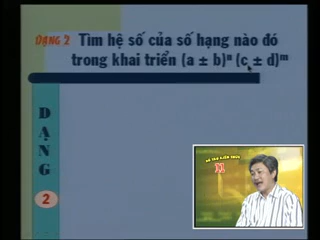 DẠNG 2 Tìm hệ số của số hạng nào đó
trong khai triển (a ± b)ⁿ (c ± d)ᵐ
D
Ạ
N
G
2